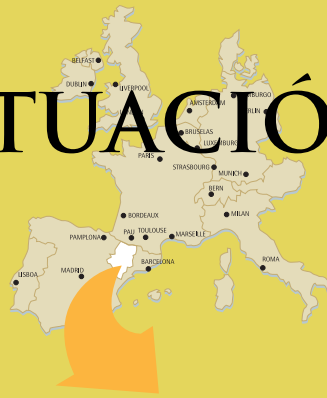 BELFAST
DUBLIN
LIVERPOOL
TUACIÓ
AMSTERDAM
BRUSELAS
LUXEMBURG
PARIS
STRASBOURG
MUNICH
BERN
MILAN
BORDEAUX
PAU TOULOUSE
MARSEILLE
PAMPLONA
BARCELONA
ROMA
LISBOA
MADRID